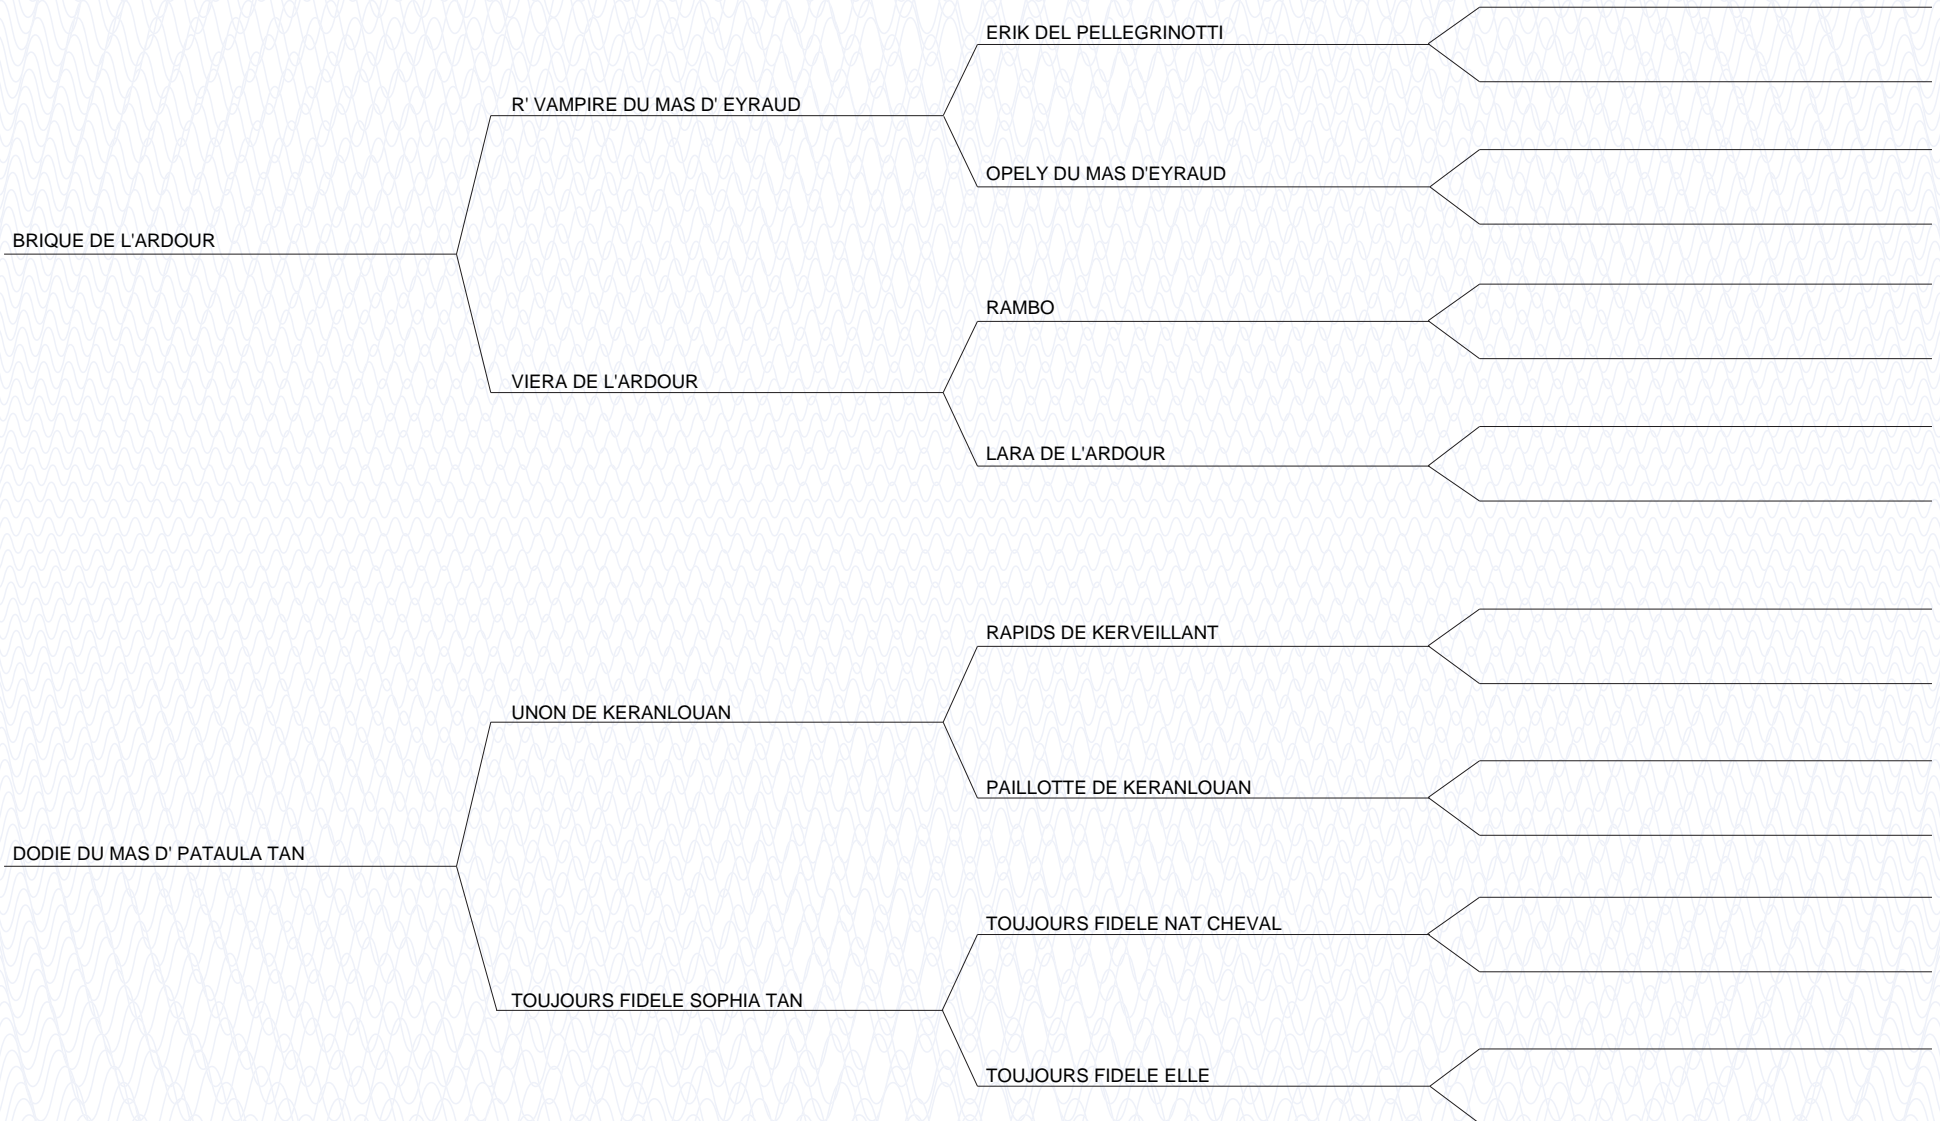 ERIK DEL PELLEGRINOTTI
R' VAMPIRE DU MAS D' EYRAUD
OPELY DU MAS D'EYRAUD
BRIQUE DE L'ARDOUR
RAMBO
VIERA DE L'ARDOUR
LARA DE L'ARDOUR
RAPIDS DE KERVEILLANT
UNON DE KERANLOUAN
PAILLOTTE DE KERANLOUAN
DODIE DU MAS D' PATAULA TAN
TOUJOURS FIDELE NAT CHEVAL
TOUJOURS FIDELE SOPHIA TAN
TOUJOURS FIDELE ELLE